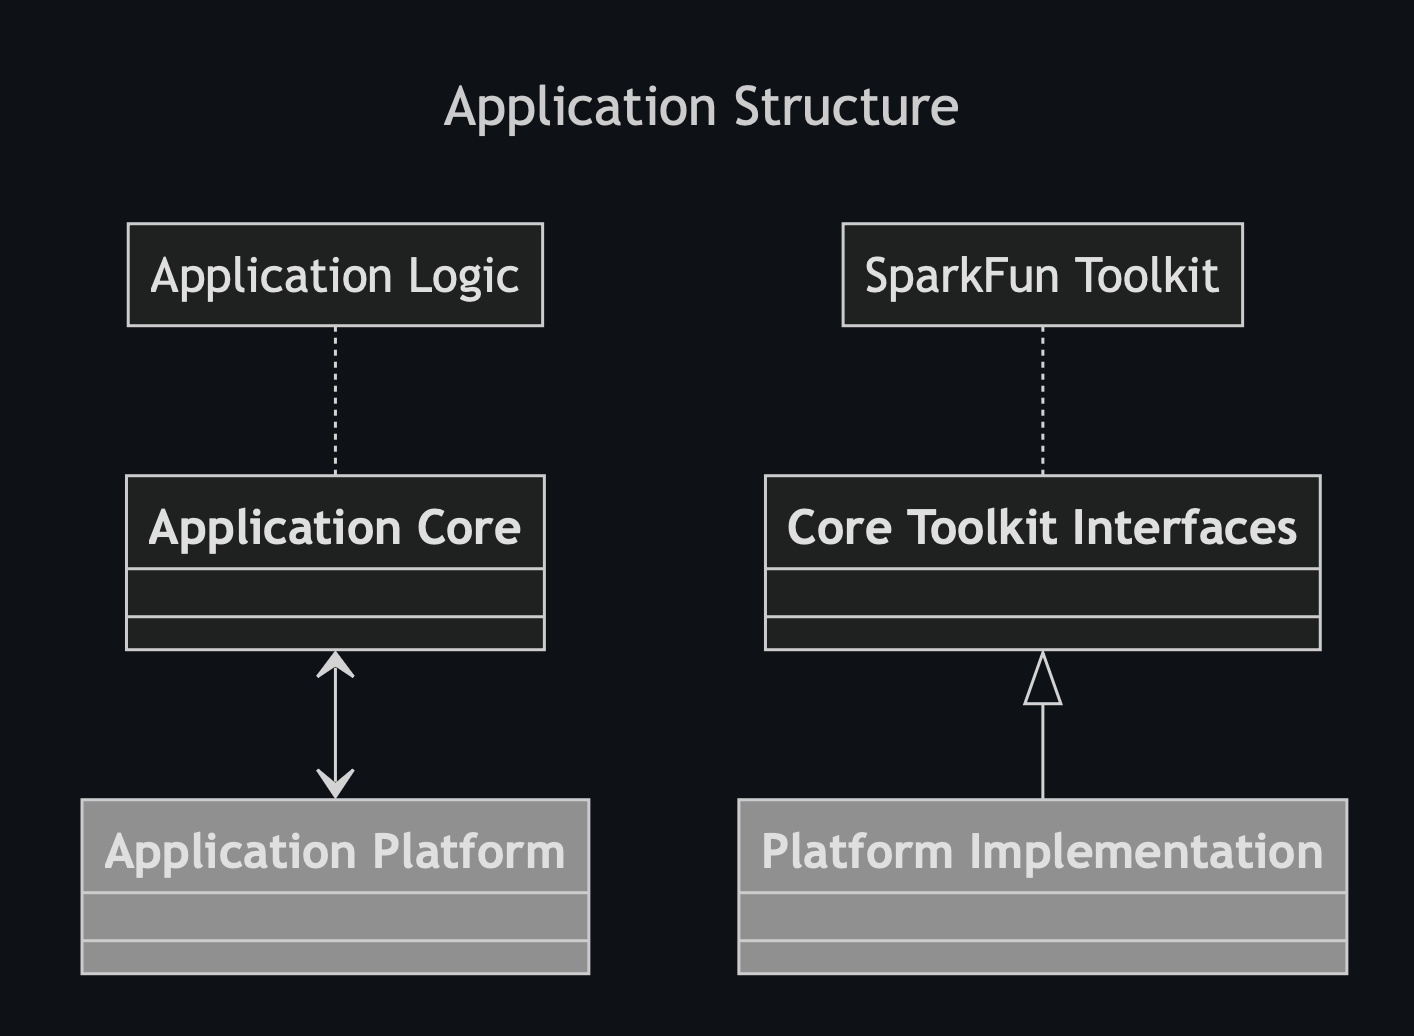 Application Structure
Application Logic
SparkFun Toolkit
Application Core
Core Toolkit Interfaces
Application Platform
Platform Implementation